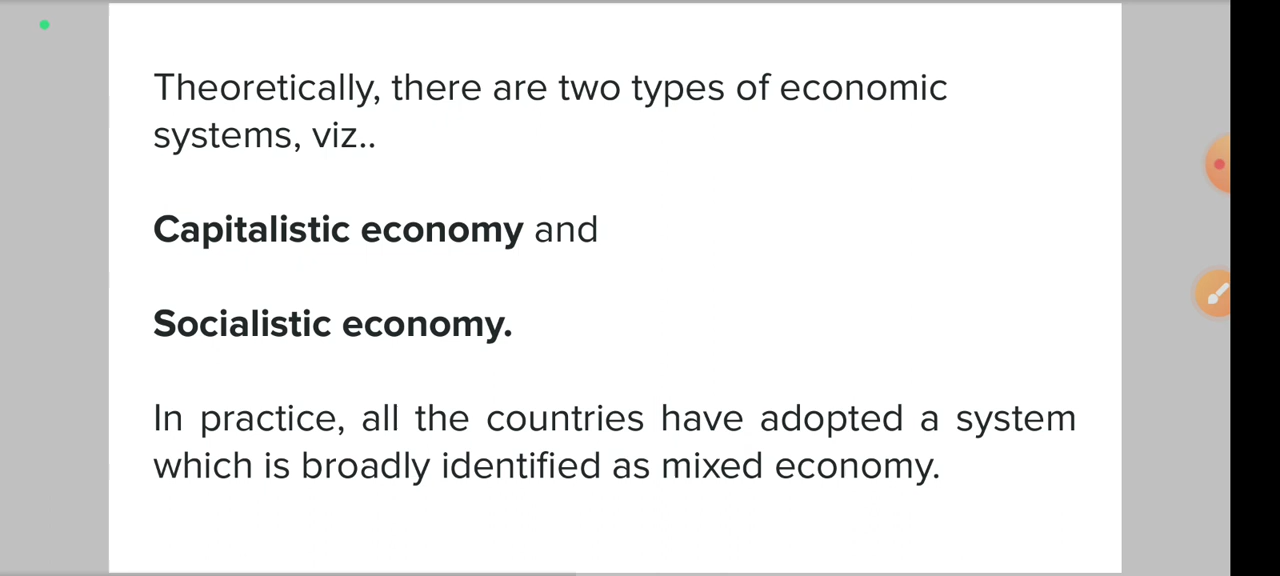 Theoretically, there are two types of economic
systems, viz..
Capitalistic economy and
Socialistic economy.
In practice, all the countries have adopted a system
which is broadly identified as mixed economy.